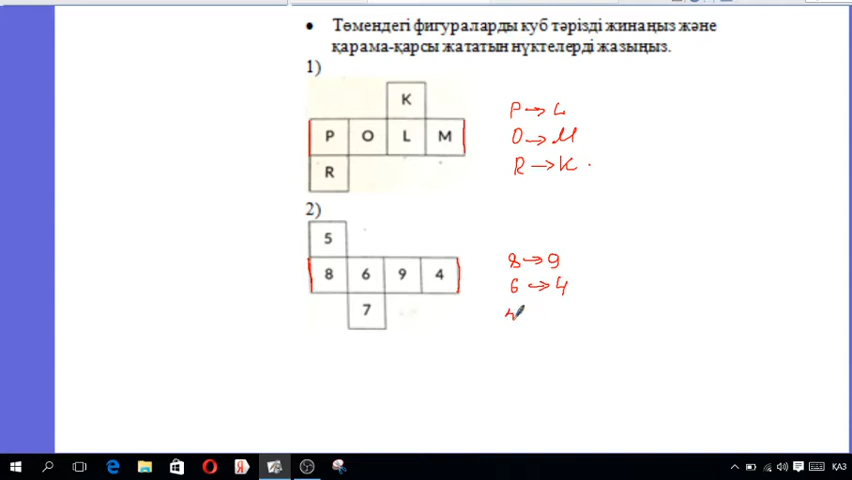 • Төмендегі фигураларды куб тәрізді жинаңыз және
қарама-қарсы жататын нүктелерді жазыңыз.
1)
K
P O L M
R
P → L
O → M
R → K .
2)
5
8 6 9 4
7
8 → 9
6 → 4
ҚАЗ